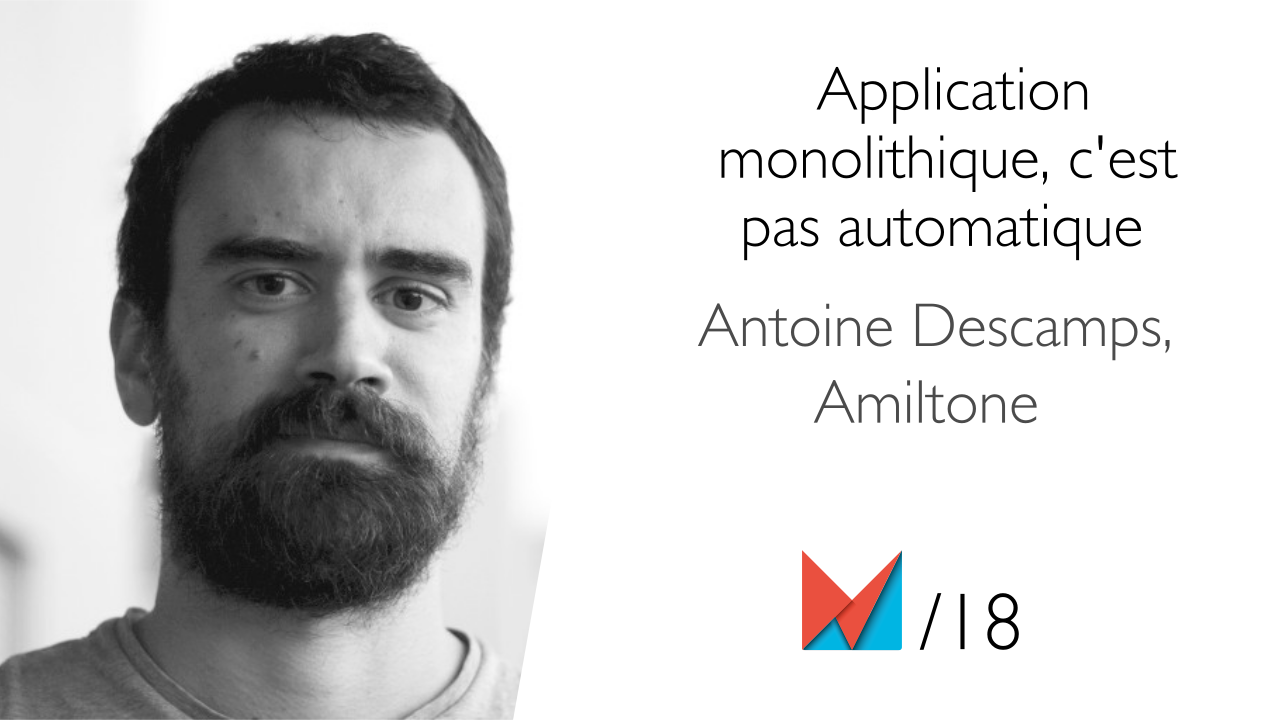 Application
monolithique, c'est
pas automatique
Antoine Descamps,
Amiltone
/18